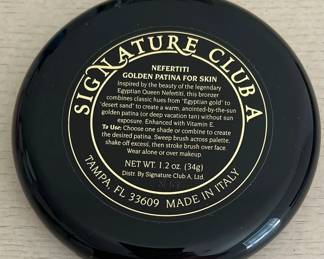 SIGNATURE CLUB A
NEFERTITI
GOLDEN PATINA FOR SKIN
Inspired by the beauty of the legendary
Egyptian Queen Nefertiti, this bronzer
combines classic hues from "Egyptian gold" to
"desert sand" to create a warm, anointed-by-the-sun
golden patina (or deep vacation tan) without sun
exposure. Enhanced with Vitamin E.
To Use: Choose one shade or combine to create
the desired patina. Sweep brush across palette,
shake off excess, then stroke brush over face.
Wear alone or over makeup.
NET WT. 1.2 oz. (34g)
Distr. By Signature Club A, Ltd.
TAMPA, FL 33609 MADE IN ITALY